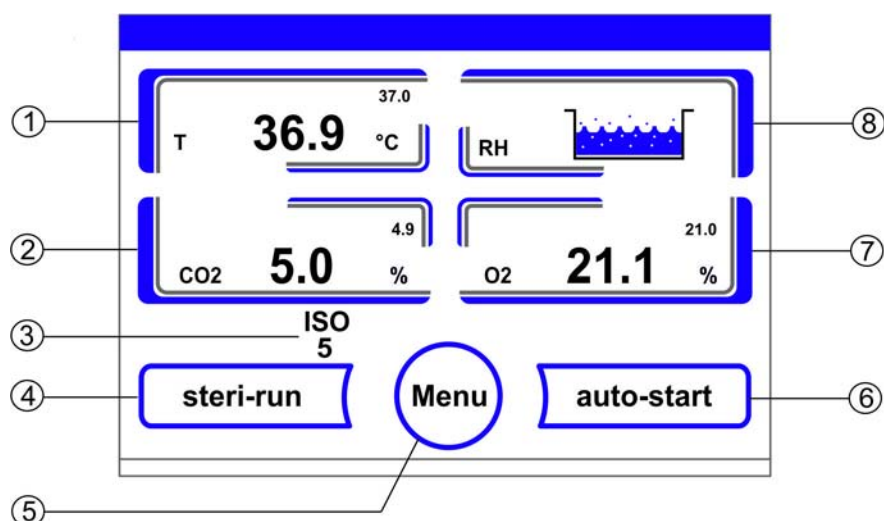 ①
37.0
T 36.9 °C
RH
⑧
②
4.9
CO2 5.0 %
21.0
O2 21.1 %
⑦
③
ISO
5
④
steri-run
Menu
auto-start
⑥
⑤